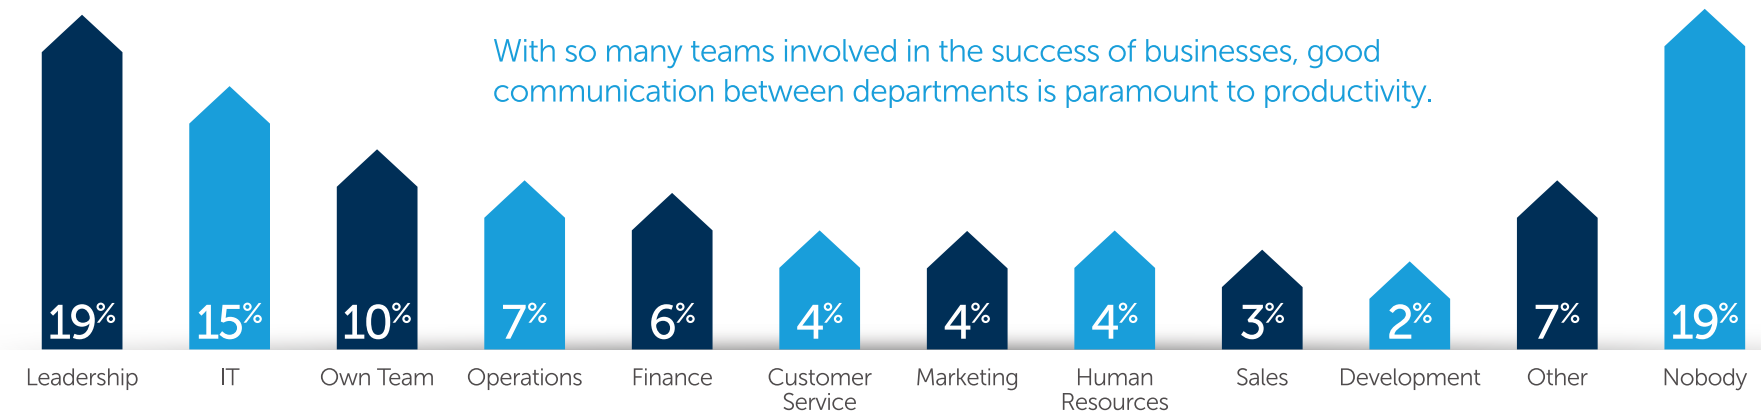 With so many teams involved in the success of businesses, good
communication between departments is paramount to productivity.
19%
15%
10%
7%
6%
4%
4%
4%
3%
2%
7%
19%
Leadership
IT
Own Team
Operations
Finance
Customer
Service
Marketing
Human
Resources
Sales
Development
Other
Nobody